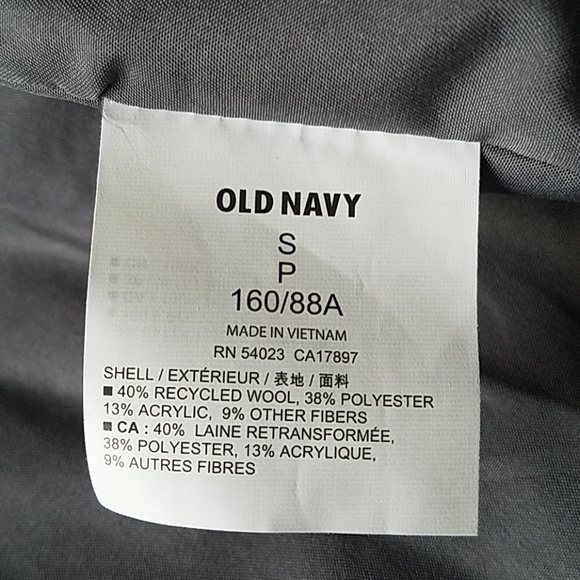 OLD NAVY
S
P
160/88A
MADE IN VIETNAM
RN 54023 CA17897
SHELL / EXTÉRIEUR / 表地 / 面料
■ 40% RECYCLED WOOL, 38% POLYESTER
13% ACRYLIC, 9% OTHER FIBERS
■ CA : 40% LAINE RETRANSFORMÉE,
38% POLYESTER, 13% ACRYLIQUE,
9% AUTRES FIBRES